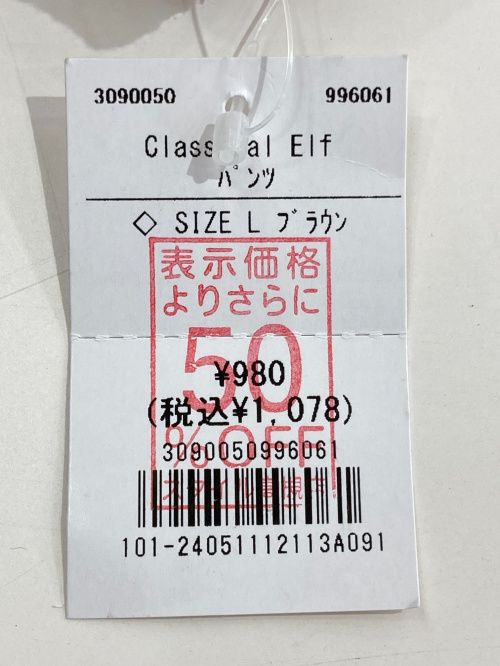 3090050 996061
Classical Elf
パンツ
◇ SIZE L ブラウン
表示価格
よりさらに
50
¥980
(税込¥1,078)
%OFF
3090050996061
101-24051112113A091